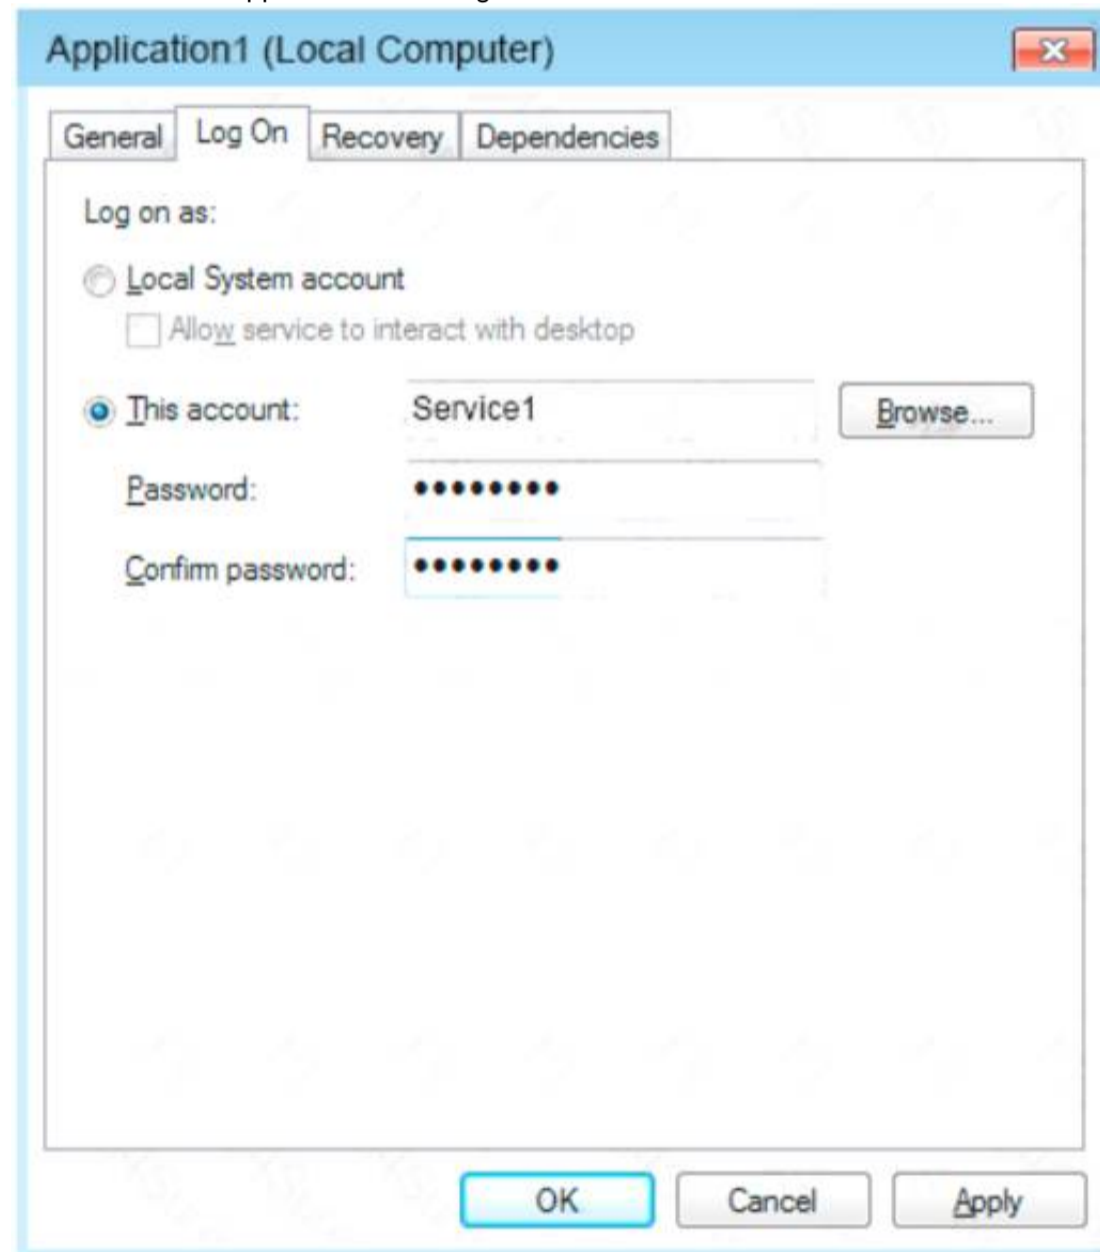 Application1 (Local Computer)
General Log On Recovery Dependencies
Log on as:
Local System account
Allow service to interact with desktop
This account: Service1 Browse...
Password: ••••••••
Confirm password: ••••••••
OK Cancel Apply